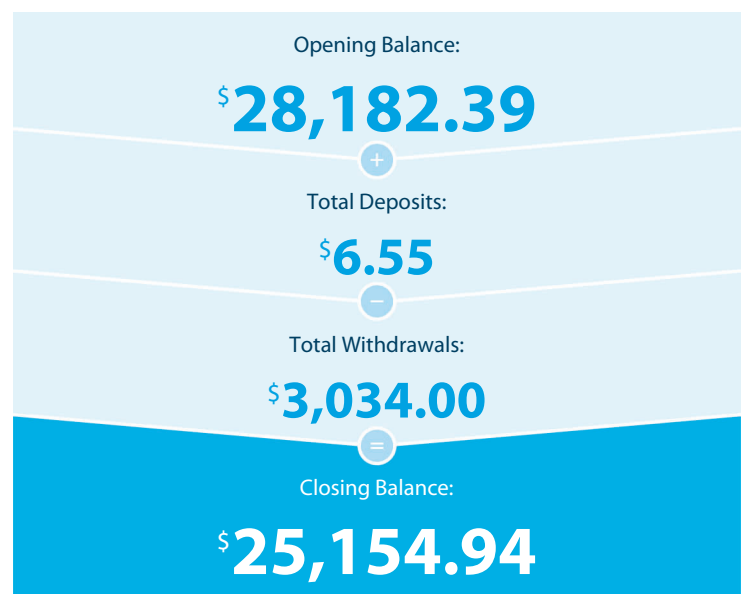 Opening Balance:
$28,182.39
+
Total Deposits:
$6.55
−
Total Withdrawals:
$3,034.00
=
Closing Balance:
$25,154.94